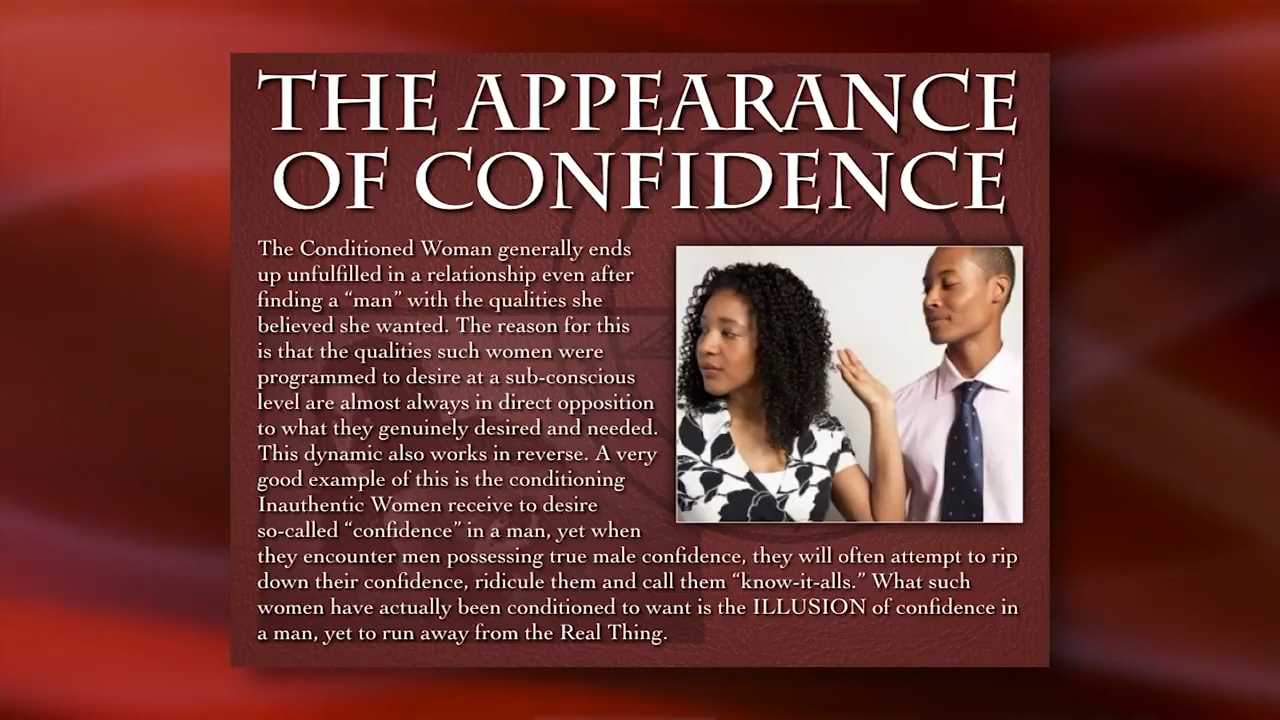 THE APPEARANCE
OF CONFIDENCE
The Conditioned Woman generally ends
up unfulfilled in a relationship even after
finding a “man” with the qualities she
believed she wanted. The reason for this
is that the qualities such women were
programmed to desire at a sub-conscious
level are almost always in direct opposition
to what they genuinely desired and needed.
This dynamic also works in reverse. A very
good example of this is the conditioning
Inauthentic Women receive to desire
so-called “confidence” in a man, yet when
they encounter men possessing true male confidence, they will often attempt to rip
down their confidence, ridicule them and call them “know-it-alls.” What such
women have actually been conditioned to want is the ILLUSION of confidence in
a man, yet to run away from the Real Thing.